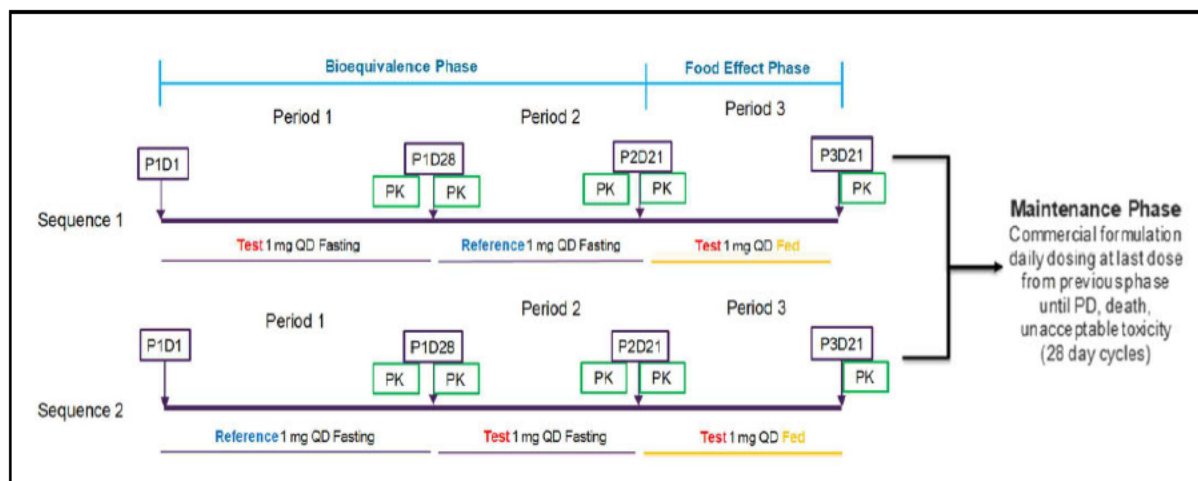 Bioequivalence Phase
Food Effect Phase
Period 1
Period 2
Period 3
P1D1
P1D28
P2D21
P3D21
PK PK PK PK PK
Sequence 1
Test 1 mg QD Fasting
Reference 1 mg QD Fasting
Test 1 mg QD Fed
Period 1
Period 2
Period 3
P1D1
P1D28
P2D21
P3D21
PK PK PK PK PK
Sequence 2
Reference 1 mg QD Fasting
Test 1 mg QD Fasting
Test 1 mg QD Fed
Maintenance Phase
Commercial formulation
daily dosing at last dose
from previous phase
until PD, death,
unacceptable toxicity
(28 day cycles)